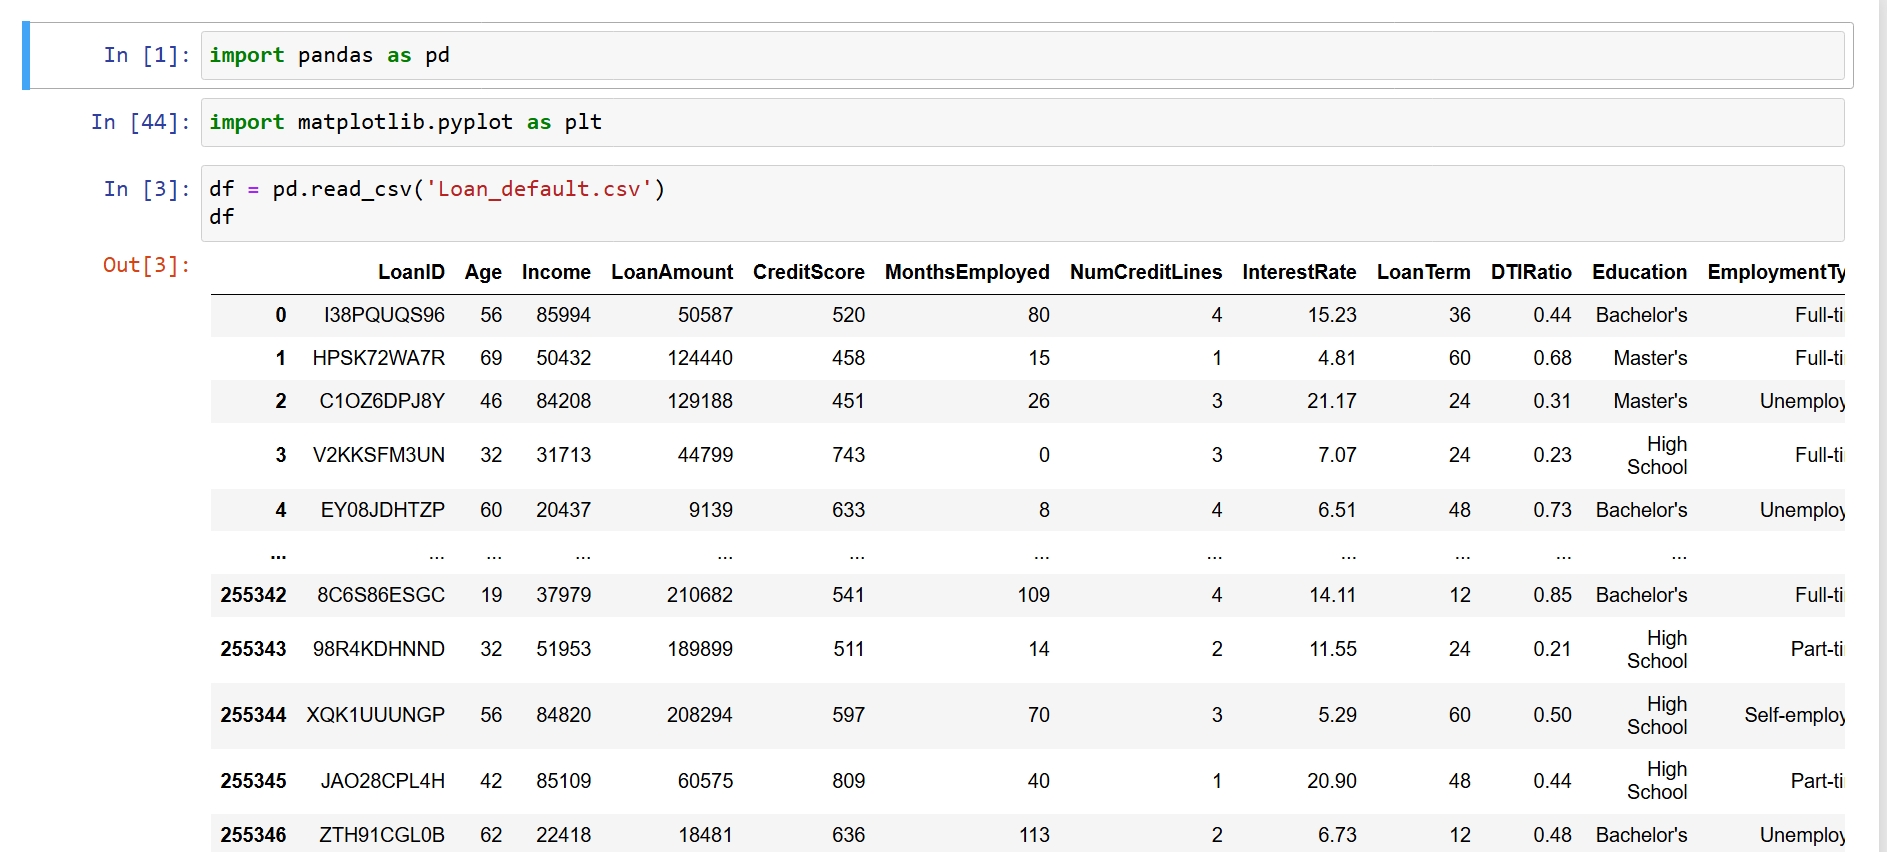 In [1]: import pandas as pd
In [44]: import matplotlib.pyplot as plt
In [3]: df = pd.read_csv('Loan_default.csv')
df
Out[3]:
LoanID Age Income LoanAmount CreditScore MonthsEmployed NumCreditLines InterestRate LoanTerm DTIRatio Education EmploymentTy
0 I38PQUQS96 56 85994 50587 520 80 4 15.23 36 0.44 Bachelor's Full-ti
1 HPSK72WA7R 69 50432 124440 458 15 1 4.81 60 0.68 Master's Full-ti
2 C1OZ6DPJ8Y 46 84208 129188 451 26 3 21.17 24 0.31 Master's Unemploy
3 V2KKSFM3UN 32 31713 44799 743 0 3 7.07 24 0.23 High School Full-ti
4 EY08JDHTZP 60 20437 9139 633 8 4 6.51 48 0.73 Bachelor's Unemploy
... ... ... ... ... ... ... ... ... ... ... ...
255342 8C6S86ESGC 19 37979 210682 541 109 4 14.11 12 0.85 Bachelor's Full-ti
255343 98R4KDHNND 32 51953 189899 511 14 2 11.55 24 0.21 High School Part-ti
255344 XQK1UUUNGP 56 84820 208294 597 70 3 5.29 60 0.50 High School Self-employ
255345 JAO28CPL4H 42 85109 60575 809 40 1 20.90 48 0.44 High School Part-ti
255346 ZTH91CGL0B 62 22418 18481 636 113 2 6.73 12 0.48 Bachelor's Unemploy